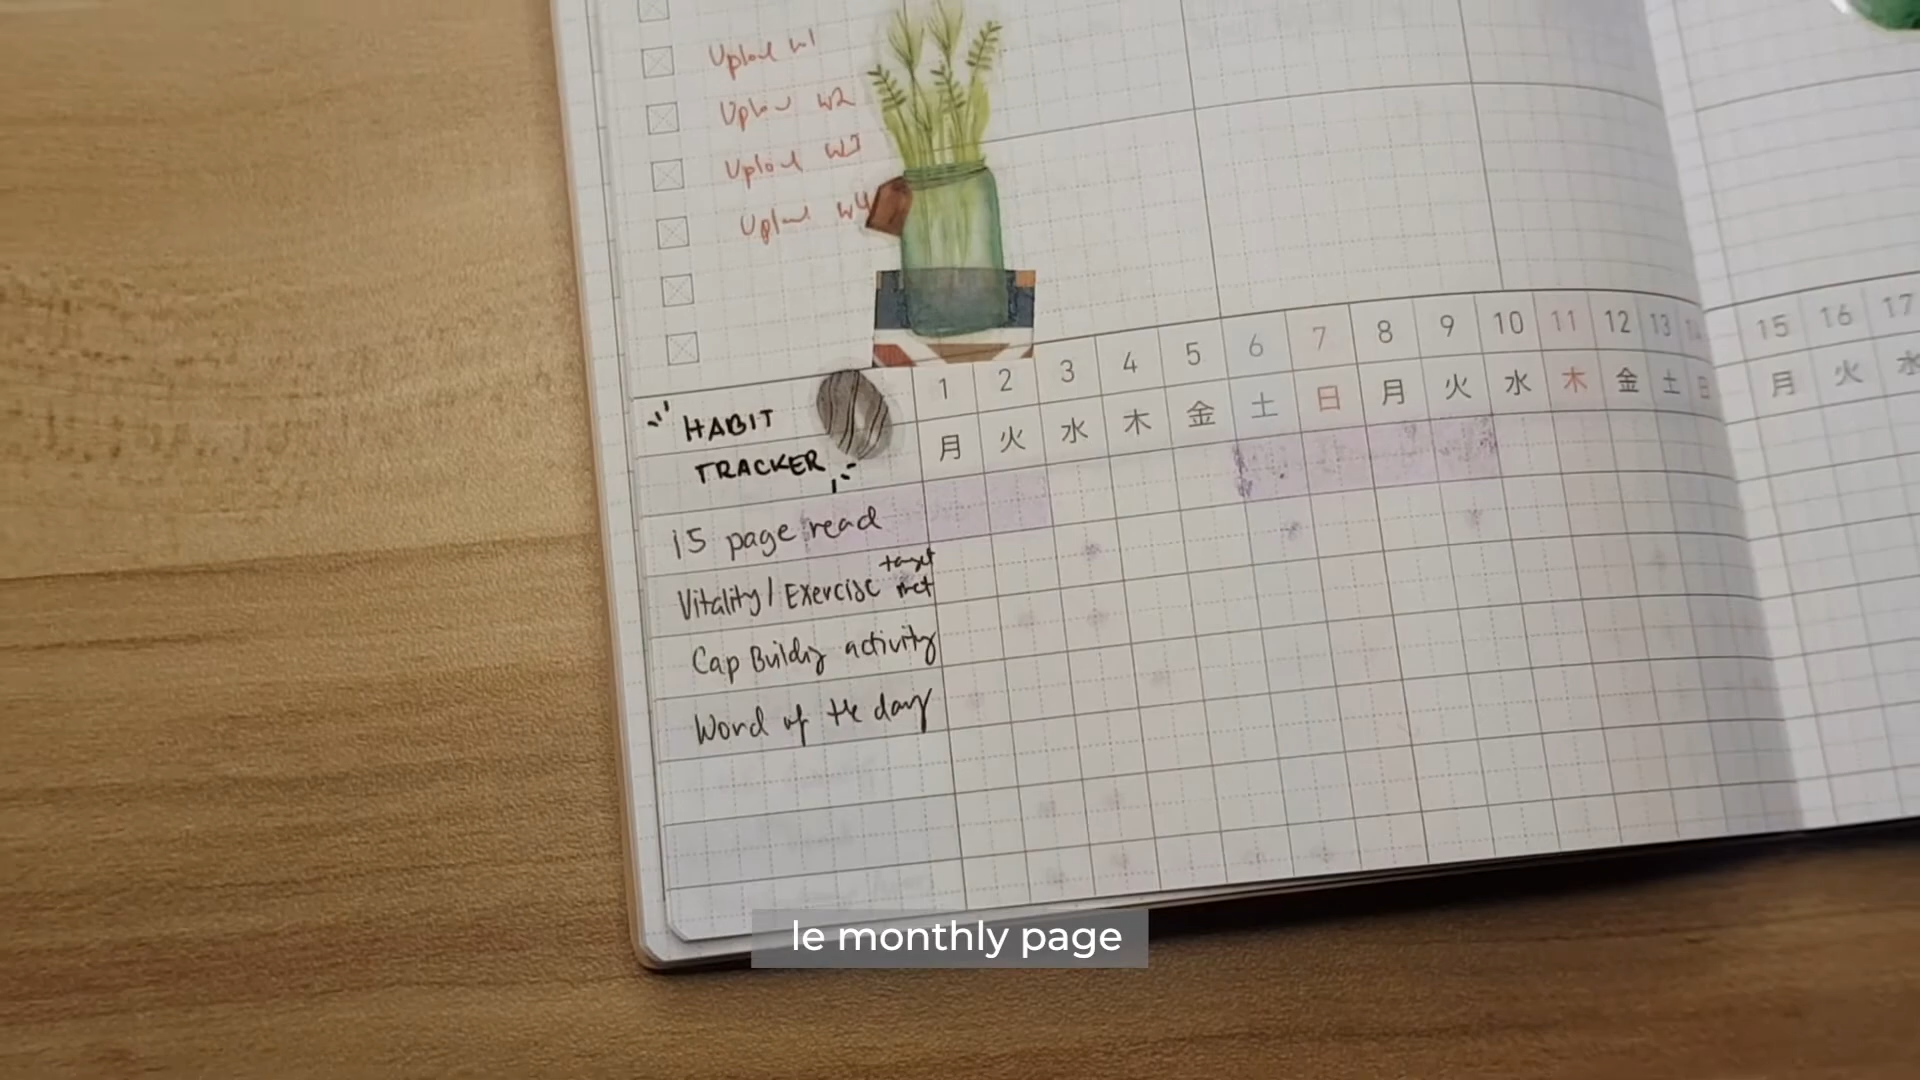 Upload W1
Upload W2
Upload W3
Upload W4
1 2 3 4 5 6 7 8 9 10 11 12 13 14 15 16 17
月 火 水 木 金 土 日 月 火 水 木 金 土 日 月 火 水
HABIT
TRACKER
15 page read
Vitality/Exercise target met
Cap Building activity
Word of the day
le monthly page